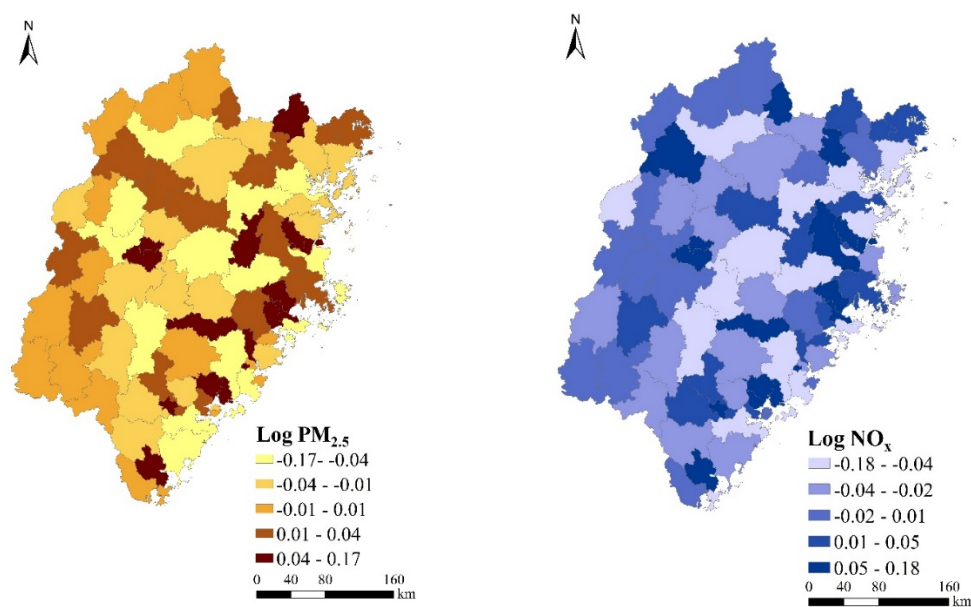 N
Log PM2.5
-0.17- -0.04
-0.04 - -0.01
-0.01 - 0.01
0.01 - 0.04
0.04 - 0.17
0 40 80 160
km
N
Log NOx
-0.18 - -0.04
-0.04 - -0.02
-0.02 - 0.01
0.01 - 0.05
0.05 - 0.18
0 40 80 160
km